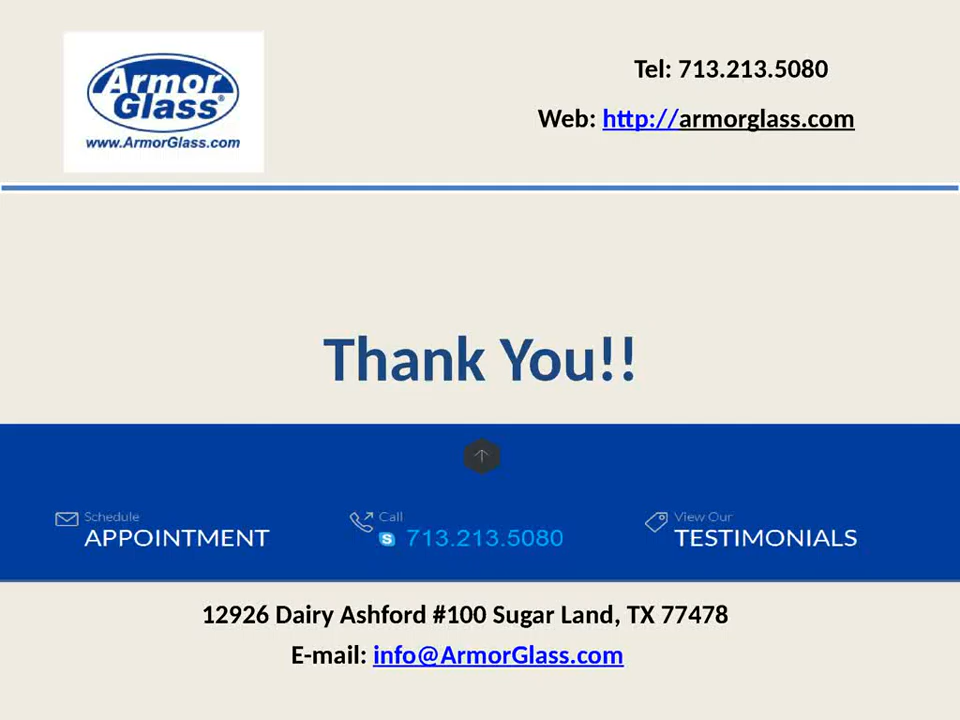 Armor
Glass®
www.ArmorGlass.com
Tel: 713.213.5080
Web: http://armorglass.com
Thank You!!
Schedule
APPOINTMENT
Call
713.213.5080
View Our
TESTIMONIALS
12926 Dairy Ashford #100 Sugar Land, TX 77478
E-mail: info@ArmorGlass.com